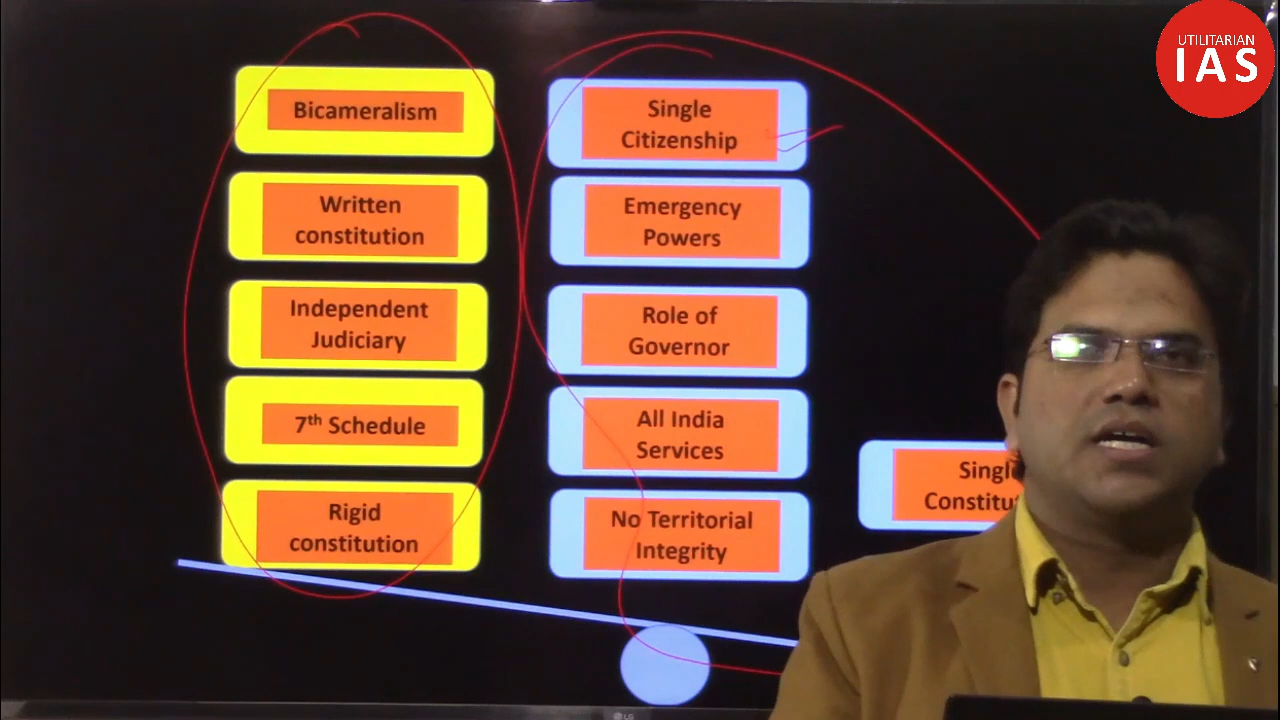 UTILITARIAN
IAS
Bicameralism
Written
constitution
Independent
Judiciary
7th Schedule
Rigid
constitution
Single
Citizenship
Emergency
Powers
Role of
Governor
All India
Services
No Territorial
Integrity
LG